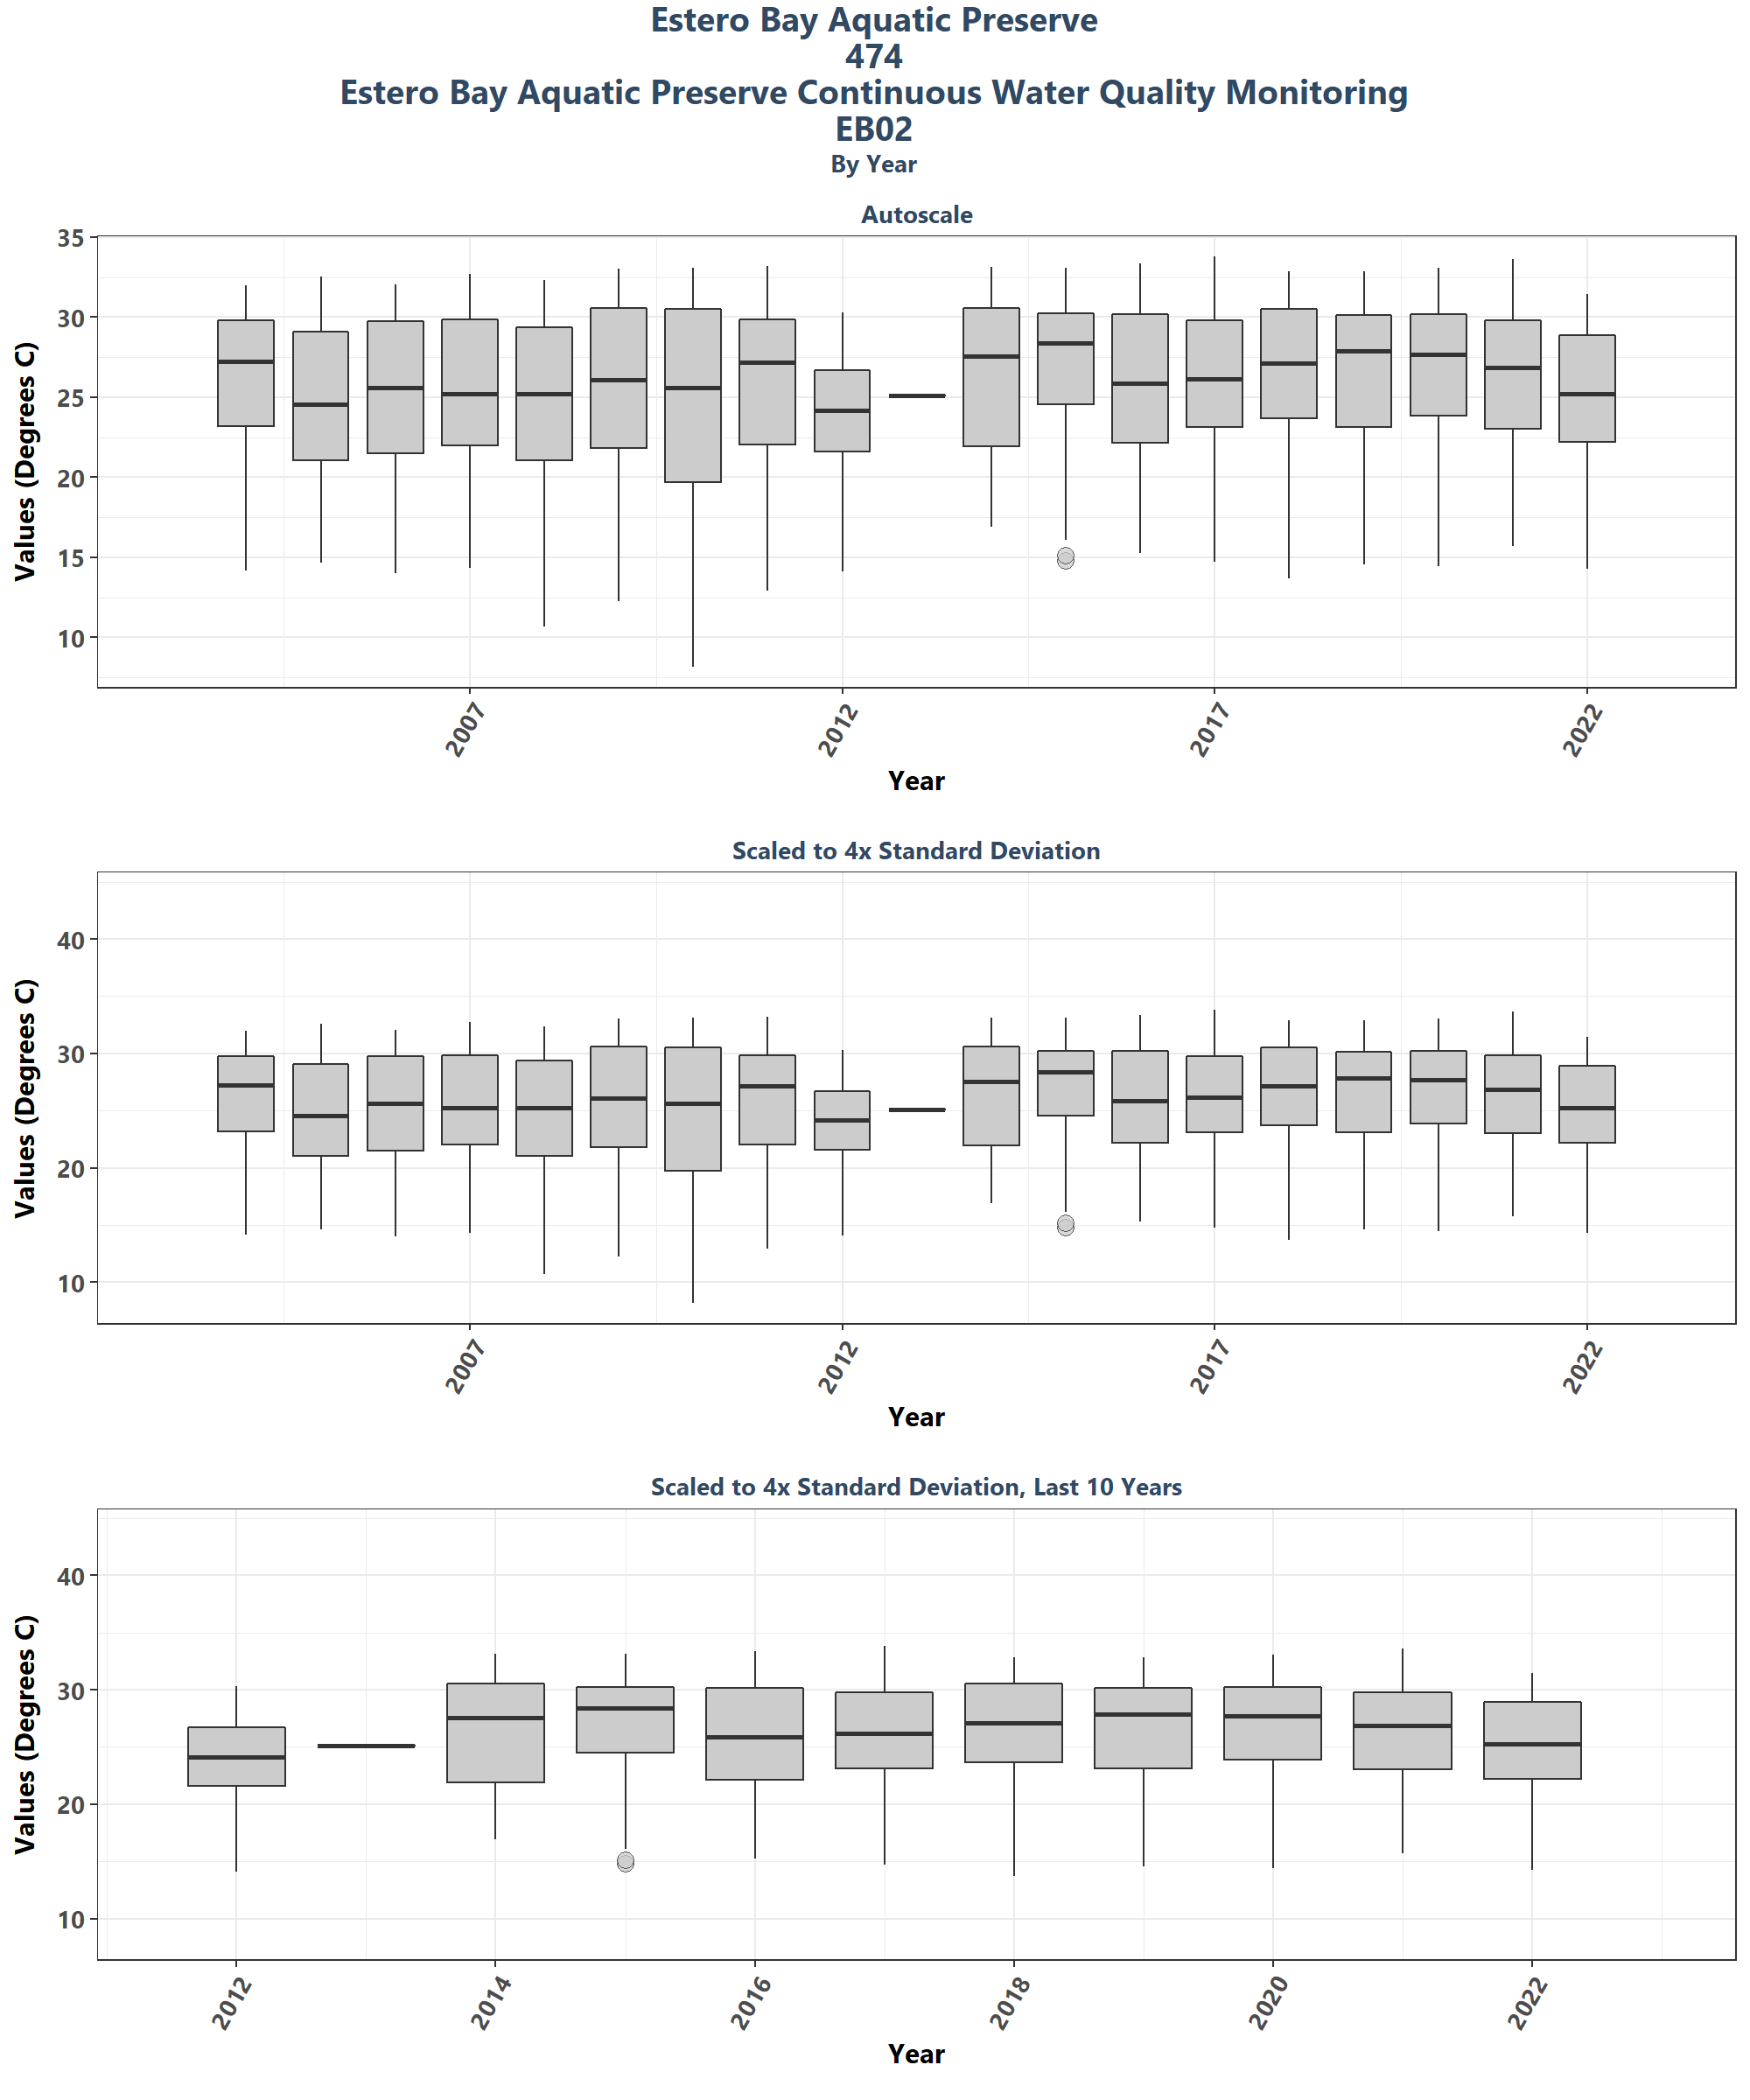 Estero Bay Aquatic Preserve
474
Estero Bay Aquatic Preserve Continuous Water Quality Monitoring
EB02
By Year
Autoscale
Values (Degrees C)
35
30
25
20
15
10
2007
2012
2017
2022
Year
Scaled to 4x Standard Deviation
Values (Degrees C)
40
30
20
10
2007
2012
2017
2022
Year
Scaled to 4x Standard Deviation, Last 10 Years
Values (Degrees C)
40
30
20
10
2012
2014
2016
2018
2020
2022
Year